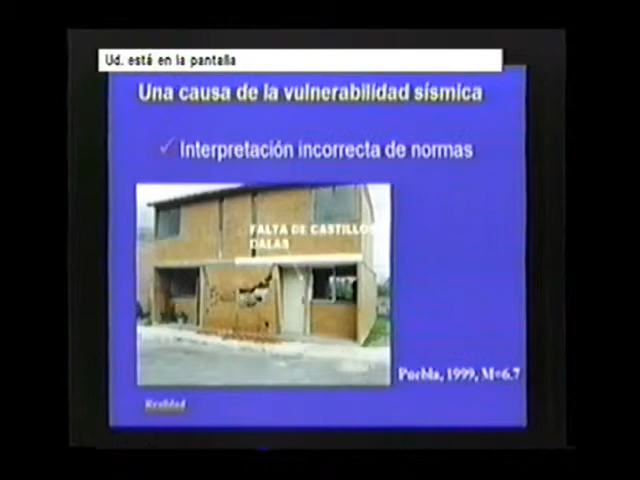 Ud. está en la pantalla
Una causa de la vulnerabilidad sísmica
✓ Interpretación incorrecta de normas
FALTA DE CASTILLOS
DALAS
Puebla, 1999, M=6.7
Realidad